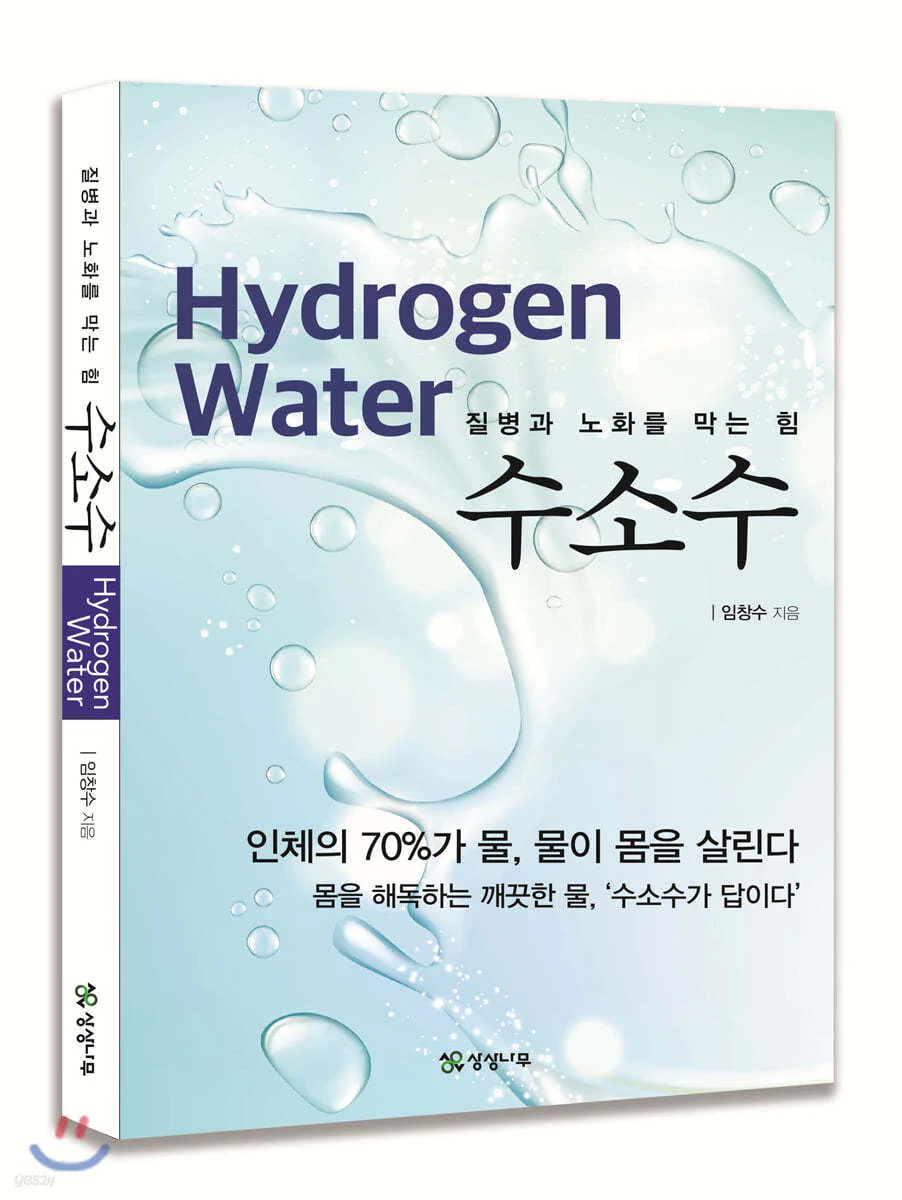 질병과 노화를 막는 힘
수소수
Hydrogen
Water
임창수 지음
상상나무
Hydrogen
Water
질병과 노화를 막는 힘
수소수
임창수 지음
인체의 70%가 물, 물이 몸을 살린다
몸을 해독하는 깨끗한 물, ‘수소수가 답이다’
상상나무
yes24